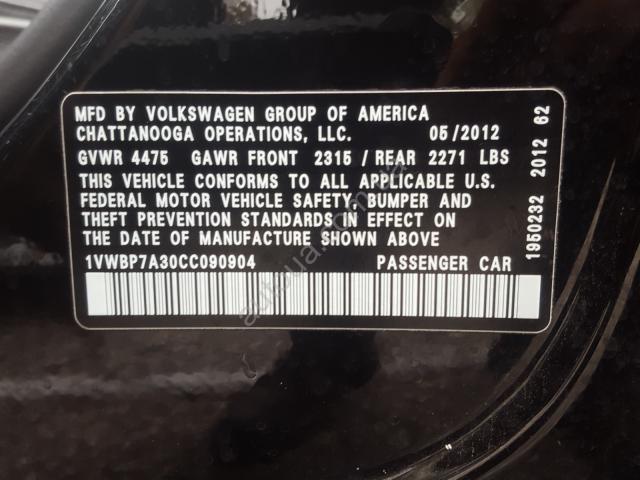 MFD BY VOLKSWAGEN GROUP OF AMERICA
CHATTANOOGA OPERATIONS, LLC. 05/2012
GVWR 4475 GAWR FRONT 2315 / REAR 2271 LBS
THIS VEHICLE CONFORMS TO ALL APPLICABLE U.S.
FEDERAL MOTOR VEHICLE SAFETY, BUMPER AND
THEFT PREVENTION STANDARDS IN EFFECT ON
THE DATE OF MANUFACTURE SHOWN ABOVE.
1VWBP7A30CC090904 PASSENGER CAR
1950232 2012 62